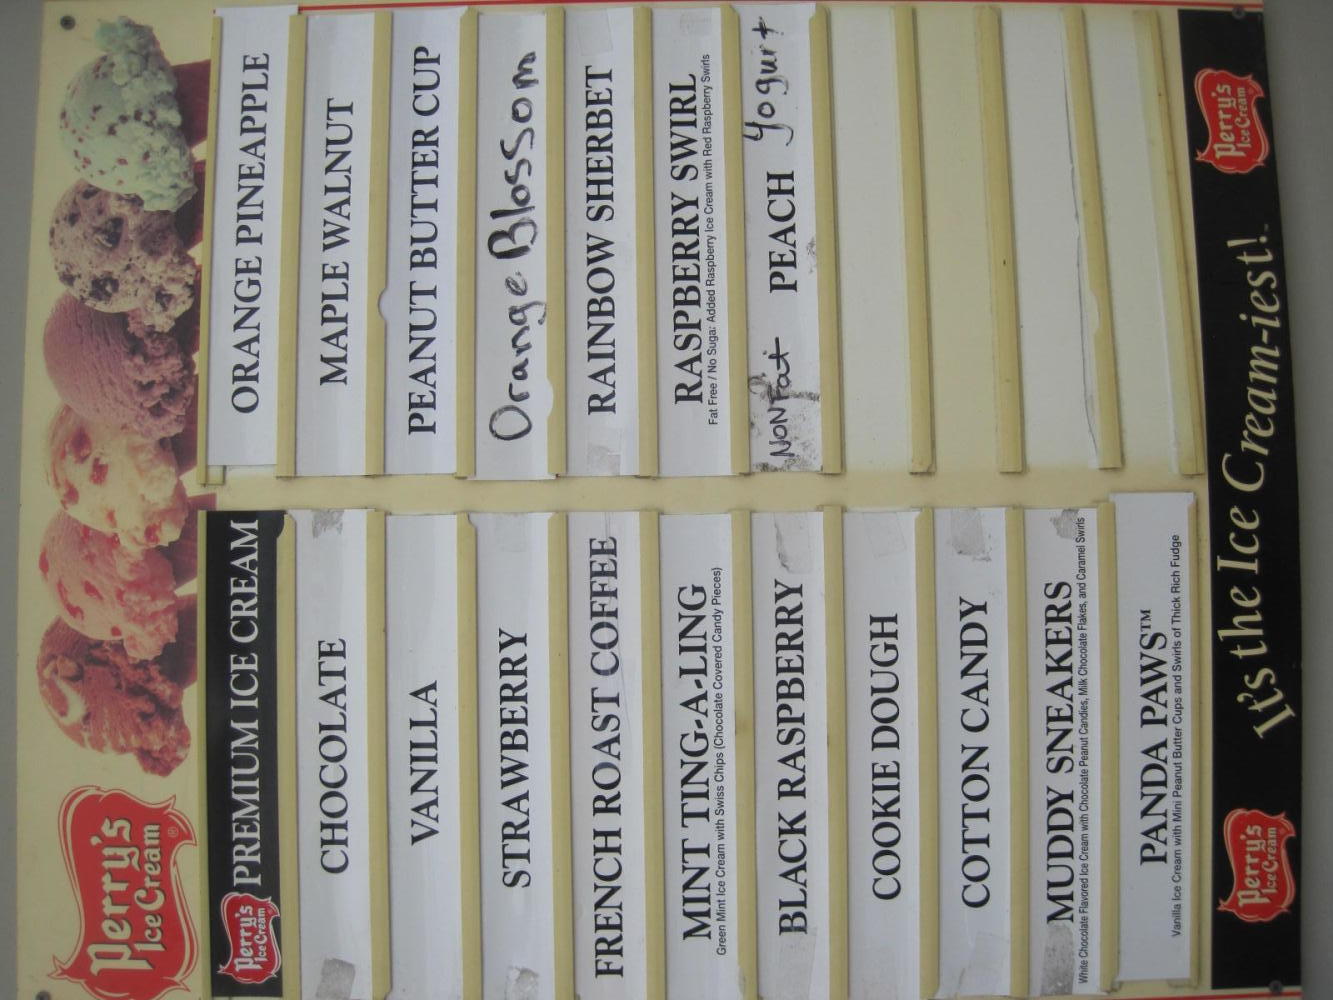 Perry's
Ice Cream®
Perry's
Ice Cream
PREMIUM ICE CREAM
CHOCOLATE
VANILLA
STRAWBERRY
FRENCH ROAST COFFEE
MINT TING-A-LING
Green Mint Ice Cream with Swiss Chips (Chocolate Covered Candy Pieces)
BLACK RASPBERRY
COOKIE DOUGH
COTTON CANDY
MUDDY SNEAKERS
White Chocolate Flavored Ice Cream with Chocolate Peanut Candies, Milk Chocolate Flakes, and Caramel Swirls
PANDA PAWS™
Vanilla Ice Cream with Mini Peanut Butter Cups and Swirls of Thick Rich Fudge
ORANGE PINEAPPLE
MAPLE WALNUT
PEANUT BUTTER CUP
Orange Blossom
RAINBOW SHERBET
RASPBERRY SWIRL
Fat Free / No Sugar Added Raspberry Ice Cream with Red Raspberry Swirls
NONFat PEACH Yogurt
Perry's
Ice Cream
It's the Ice Cream-iest!™
Perry's
Ice Cream